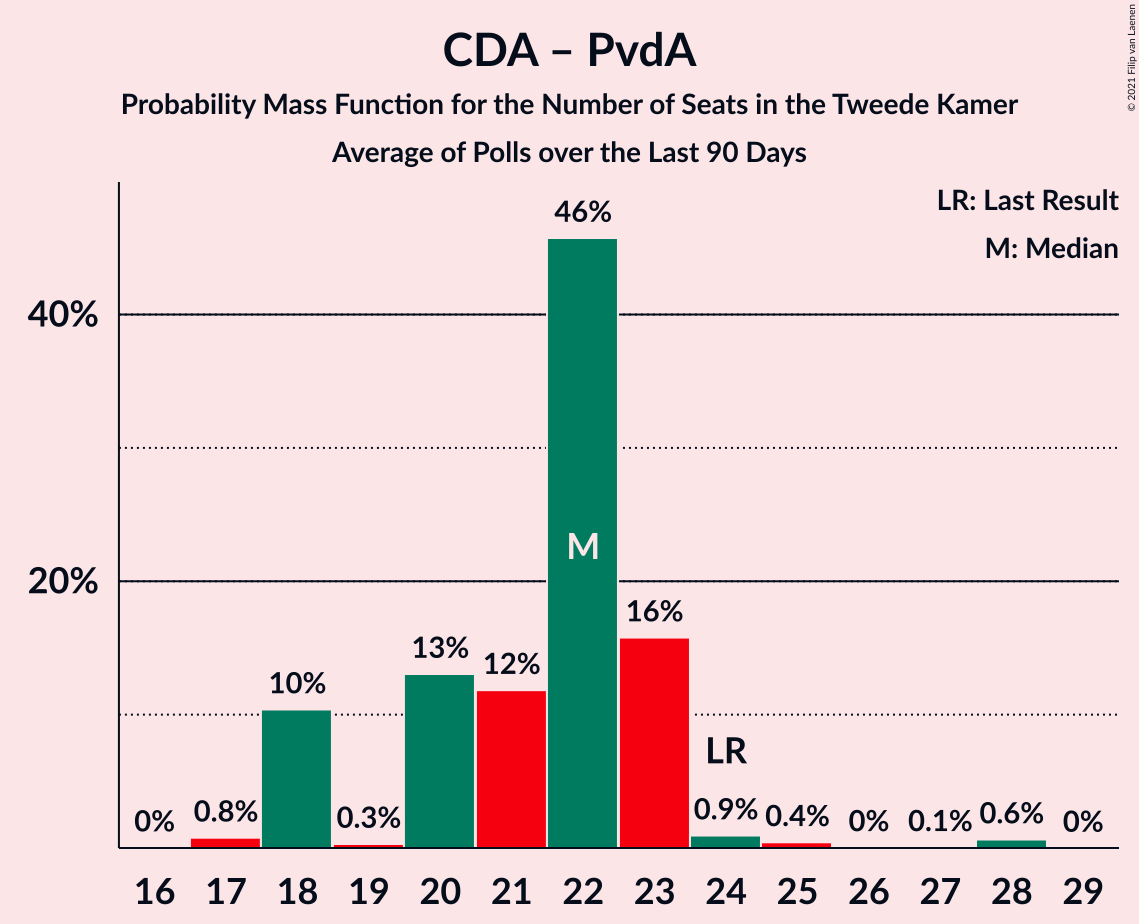 CDA – PvdA
Probability Mass Function for the Number of Seats in the Tweede Kamer
Average of Polls over the Last 90 Days
© 2021 Filip van Laenen
LR: Last Result
M: Median
40%
20%
0%
0.8%
10%
0.3%
13%
12%
46%
M
16%
LR
0.9%
0.4%
0%
0.1%
0.6%
0%
16 17 18 19 20 21 22 23 24 25 26 27 28 29